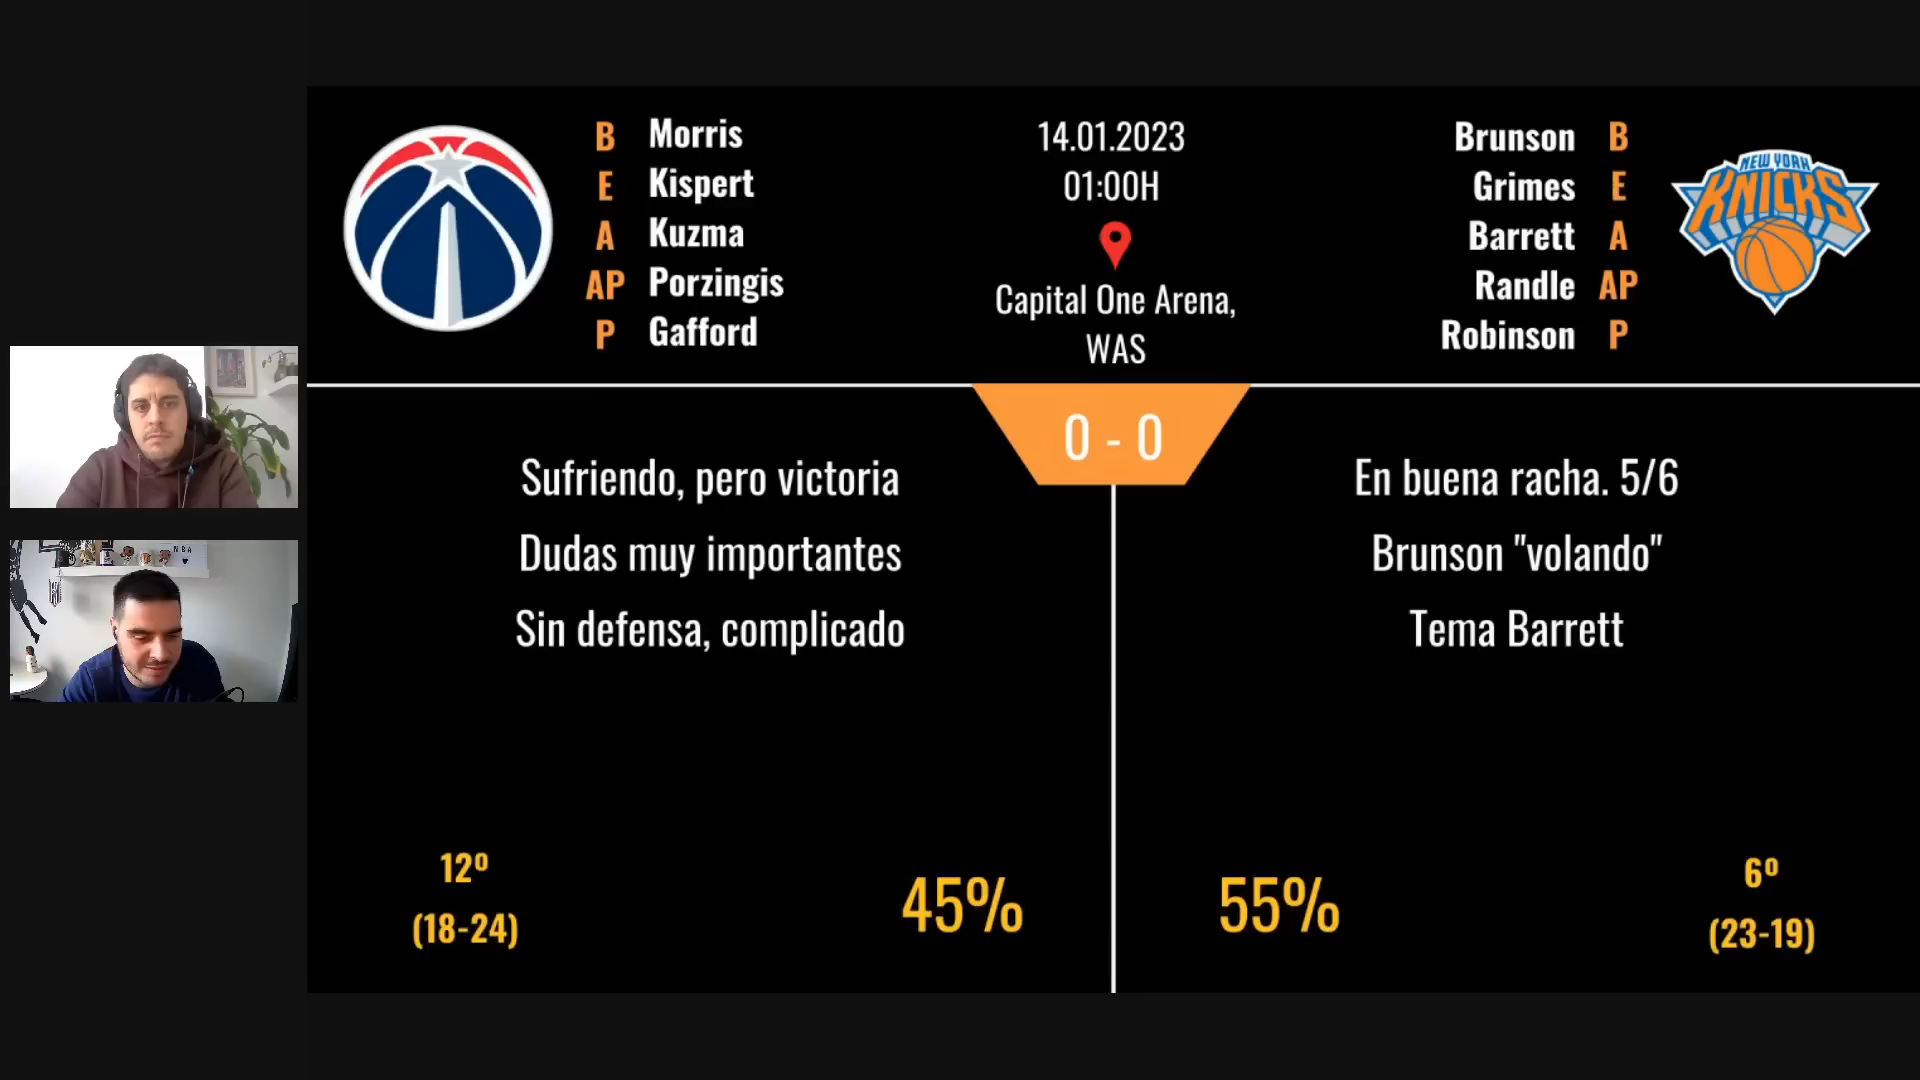 B Morris
E Kispert
A Kuzma
AP Porzingis
P Gafford
14.01.2023
01:00H
Capital One Arena,
WAS
Brunson B
Grimes E
Barrett A
Randle AP
Robinson P
NEW YORK
KNICKS
0 - 0
Sufriendo, pero victoria
Dudas muy importantes
Sin defensa, complicado
En buena racha. 5/6
Brunson "volando"
Tema Barrett
12º
(18-24)
45%
55%
6º
(23-19)
NBA